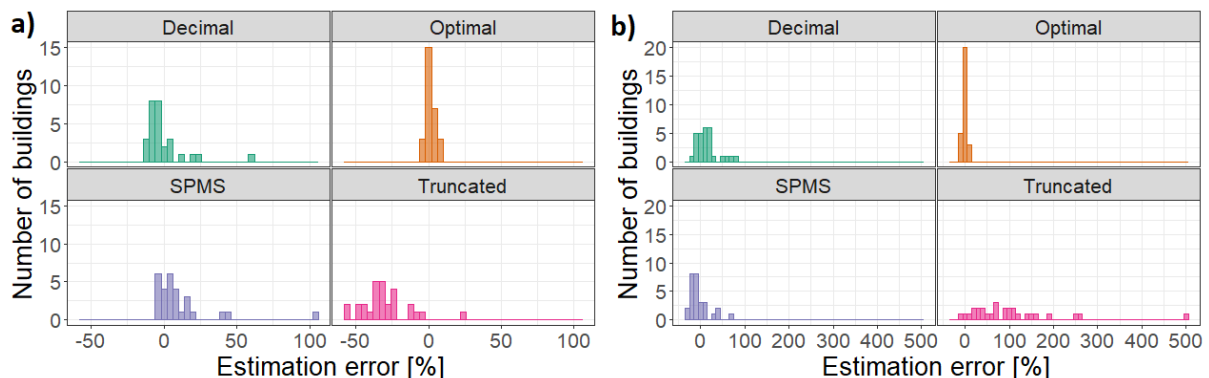 a)
Decimal
Optimal
15
10
5
0
SPMS
Truncated
15
10
5
0
-50 0 50 100 -50 0 50 100
Number of buildings
Estimation error [%]
b)
Decimal
Optimal
20
15
10
5
0
SPMS
Truncated
20
15
10
5
0
0 100 200 300 400 500 0 100 200 300 400 500
Number of buildings
Estimation error [%]